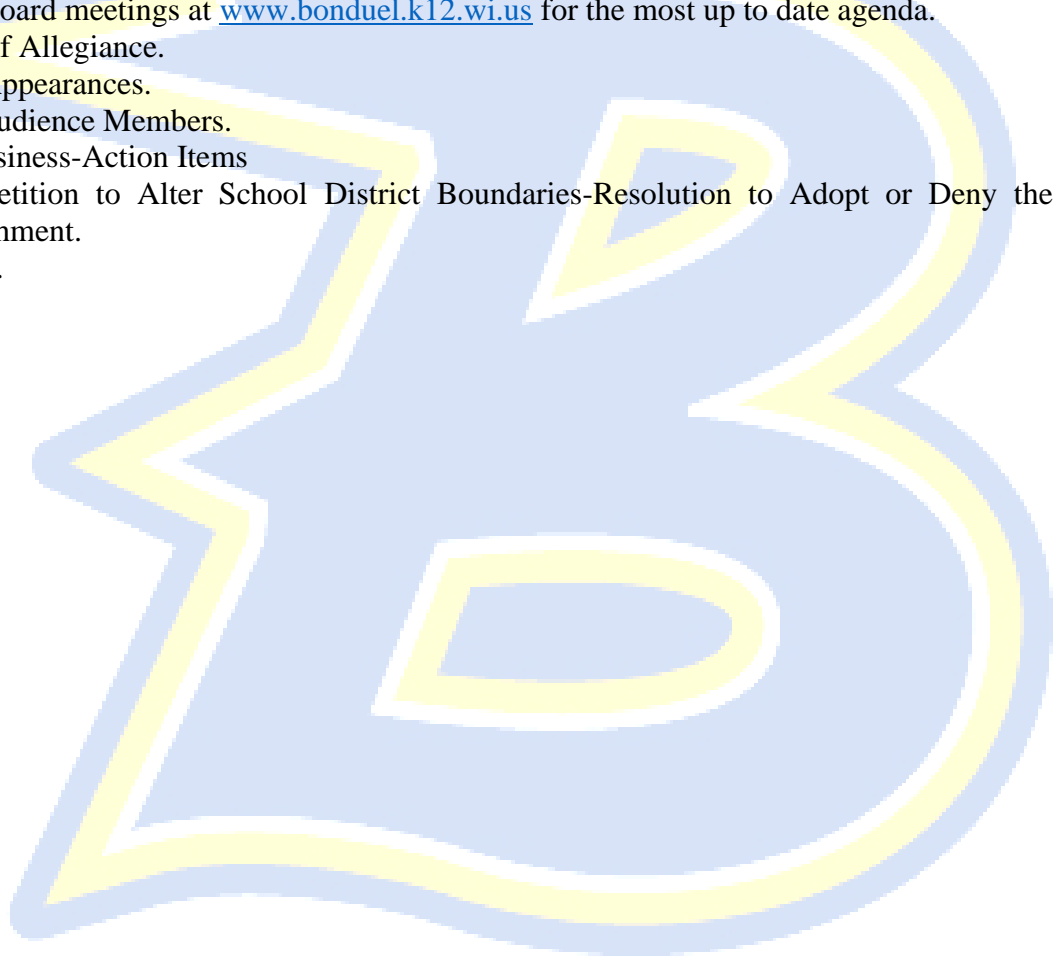 oard meetings at www.bonduel.k12.wi.us for the most up to date agenda.
f Allegiance.
ppearances.
udience Members.
siness-Action Items
etition to Alter School District Boundaries-Resolution to Adopt or Deny the
nment.
.
B